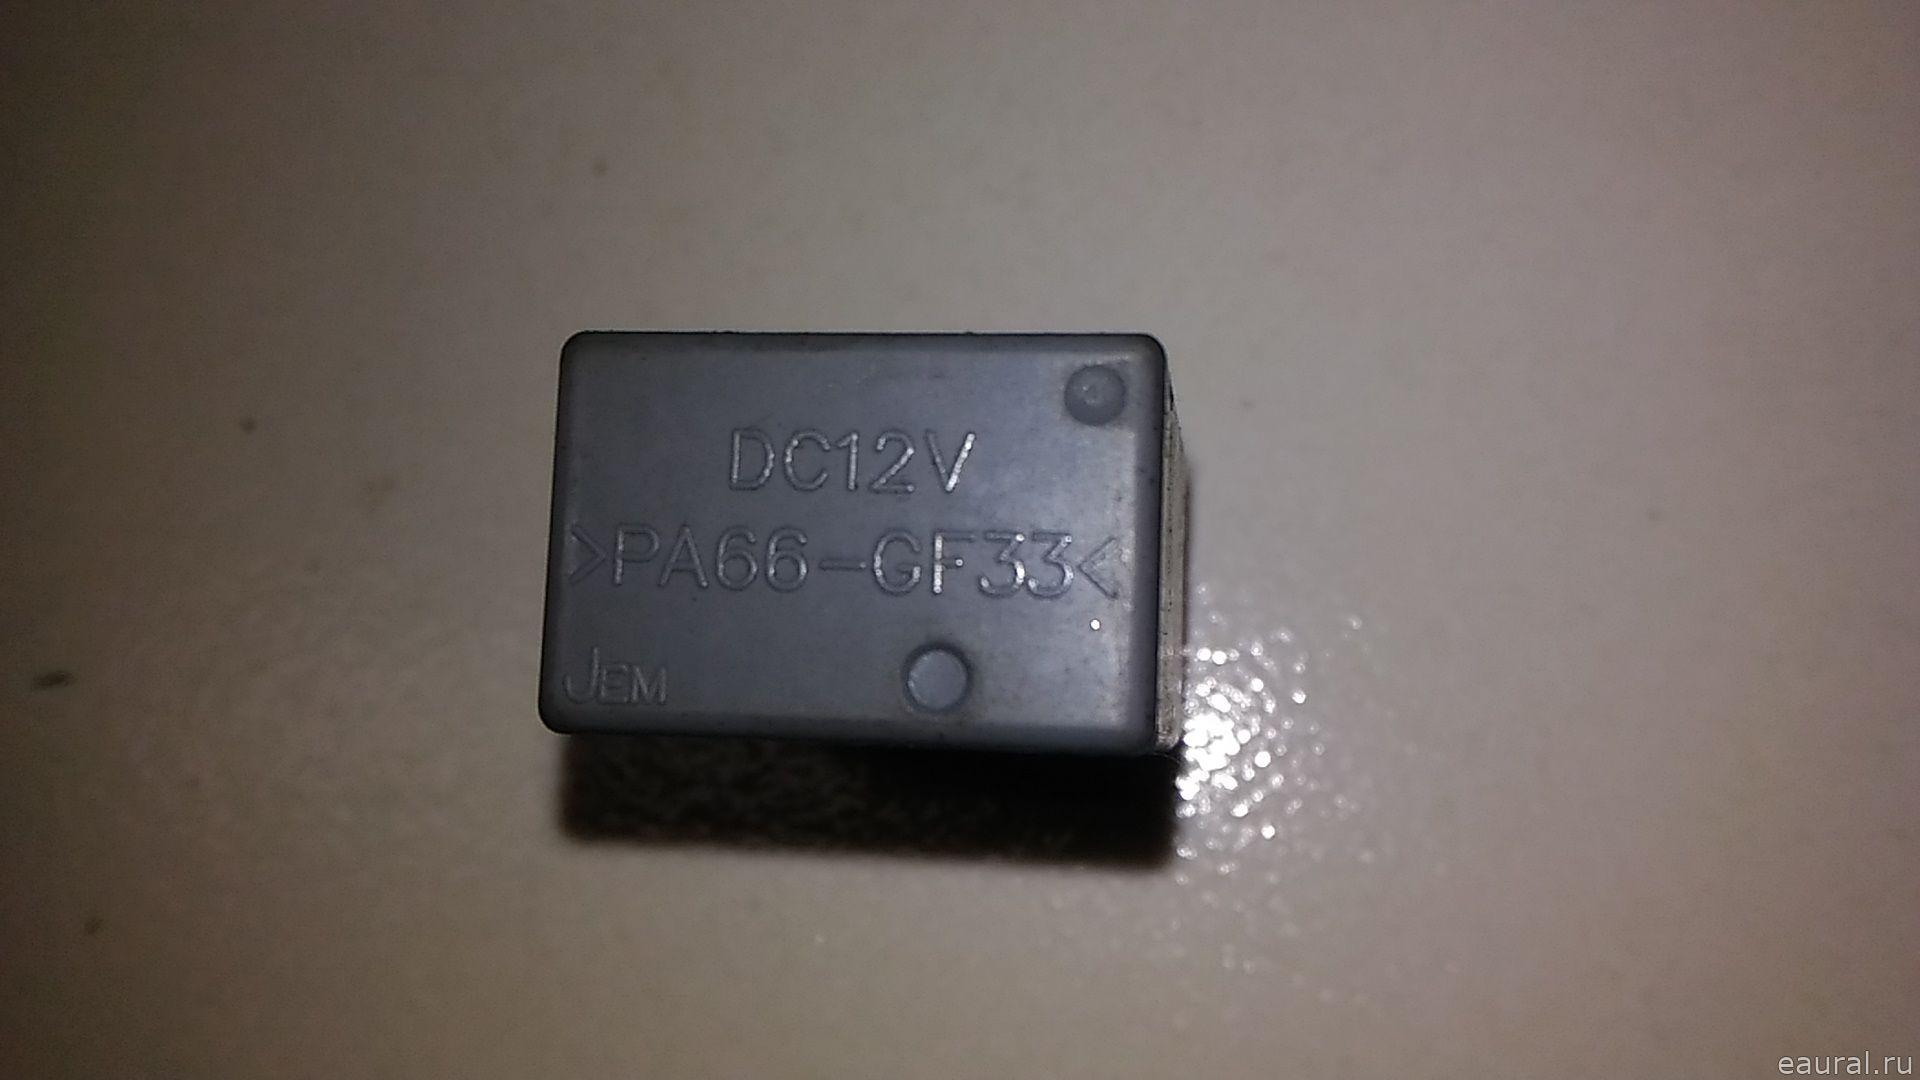 DC12V
>PA66-GF33<
JEM
eaural.ru